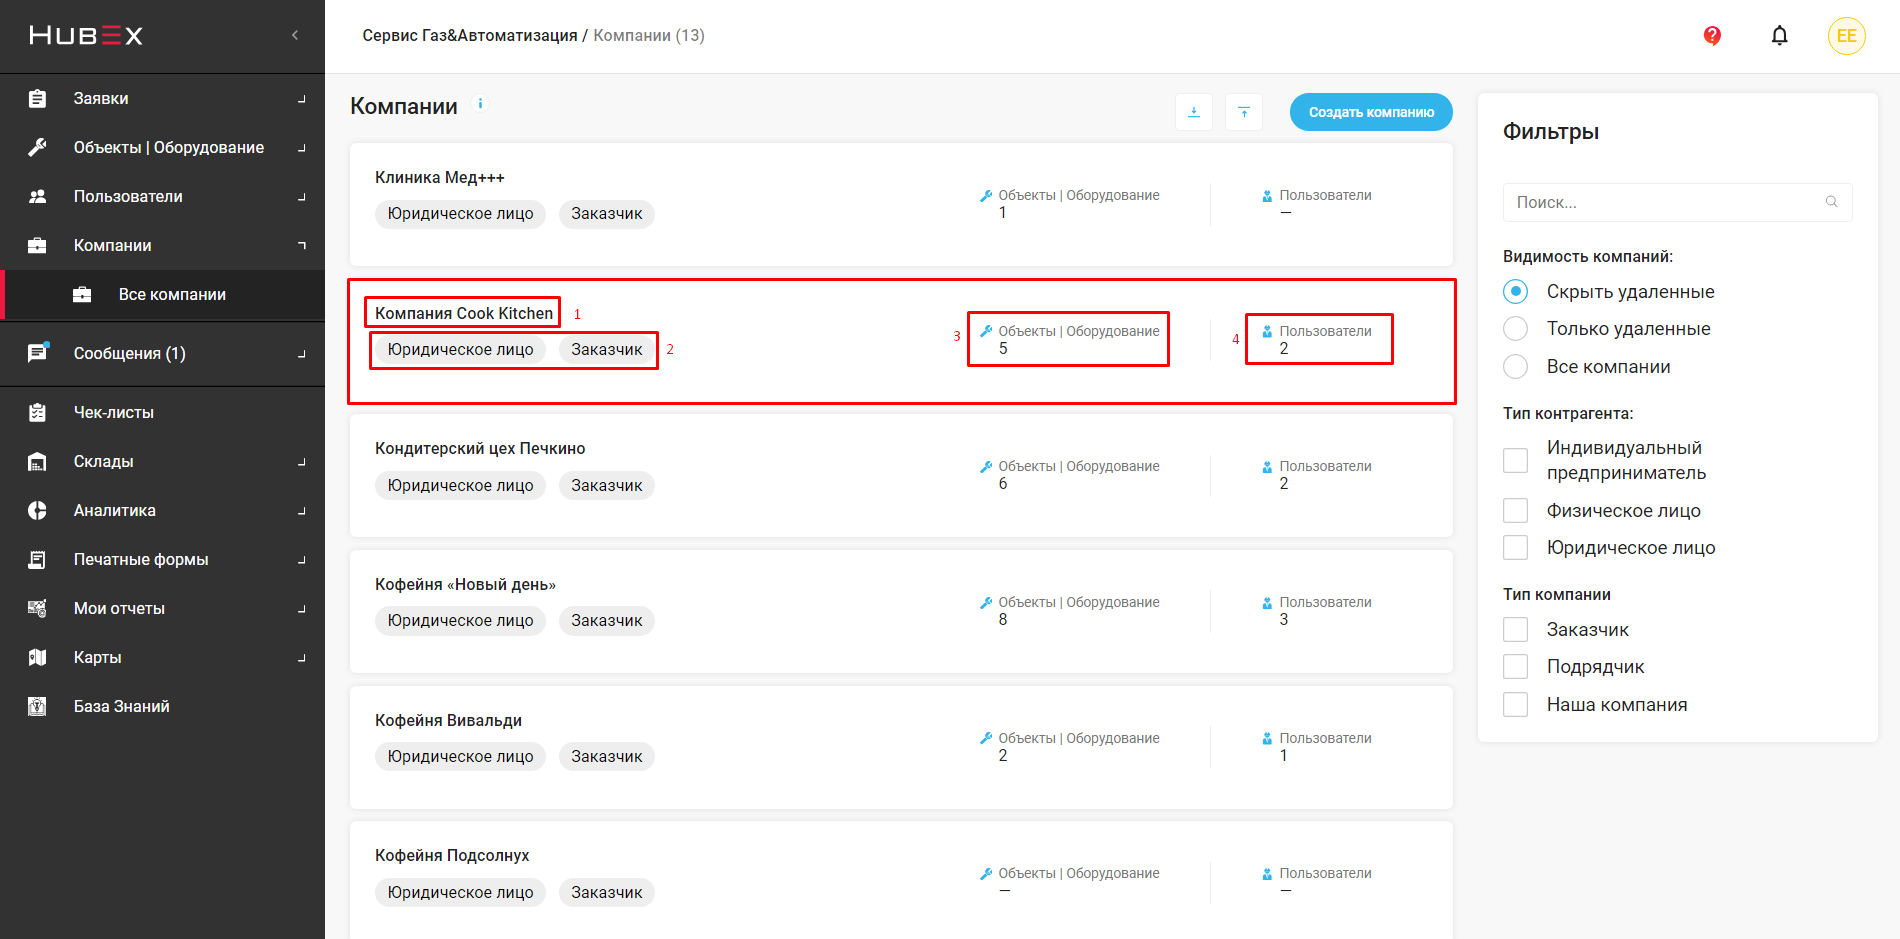 HUBEX
Сервис Газ&Автоматизация / Компании (13)
EE
Заявки
Объекты | Оборудование
Пользователи
Компании
Все компании
Сообщения (1)
Чек-листы
Склады
Аналитика
Печатные формы
Мои отчеты
Карты
База Знаний
Компании
Создать компанию
Клиника Мед+++
Юридическое лицо Заказчик
Объекты | Оборудование
1
Пользователи
—
Компания Cook Kitchen 1
Юридическое лицо Заказчик 2
3 Объекты | Оборудование
5
4 Пользователи
2
Кондитерский цех Печкино
Юридическое лицо Заказчик
Объекты | Оборудование
6
Пользователи
2
Кофейня «Новый день»
Юридическое лицо Заказчик
Объекты | Оборудование
8
Пользователи
3
Кофейня Вивальди
Юридическое лицо Заказчик
Объекты | Оборудование
2
Пользователи
1
Кофейня Подсолнух
Юридическое лицо Заказчик
Объекты | Оборудование
—
Пользователи
—
Фильтры
Поиск...
Видимость компаний:
Скрыть удаленные
Только удаленные
Все компании
Тип контрагента:
Индивидуальный
предприниматель
Физическое лицо
Юридическое лицо
Тип компании
Заказчик
Подрядчик
Наша компания